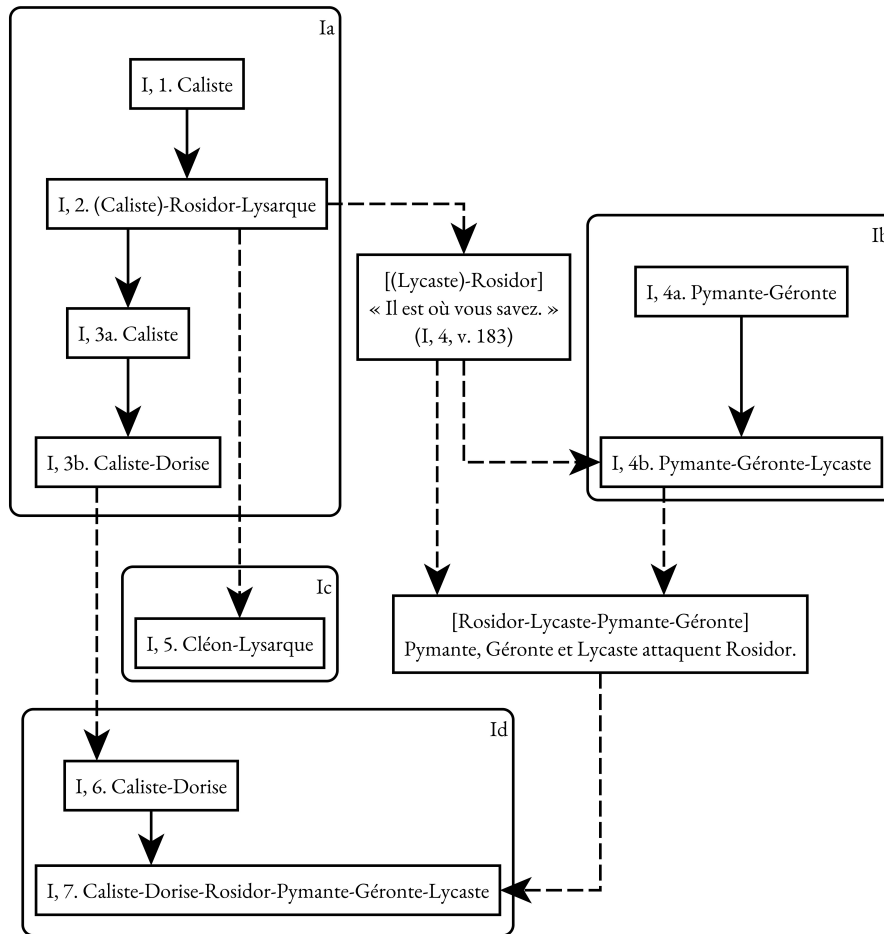 Ia
I, 1. Caliste
I, 2. (Caliste)-Rosidor-Lysarque
Ib
[(Lycaste)-Rosidor]
« Il est où vous savez. »
(I, 4, v. 183)
I, 4a. Pymante-Géronte
I, 3a. Caliste
I, 3b. Caliste-Dorise
I, 4b. Pymante-Géronte-Lycaste
Ic
I, 5. Cléon-Lysarque
[Rosidor-Lycaste-Pymante-Géronte]
Pymante, Géronte et Lycaste attaquent Rosidor.
Id
I, 6. Caliste-Dorise
I, 7. Caliste-Dorise-Rosidor-Pymante-Géronte-Lycaste